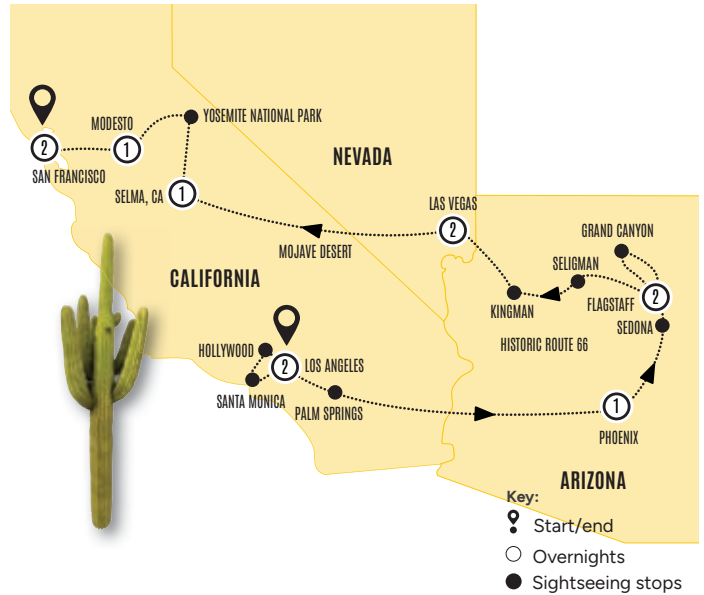 MODESTO
YOSEMITE NATIONAL PARK
2
1
SAN FRANCISCO
NEVADA
SELMA, CA
1
LAS VEGAS
2
GRAND CANYON
MOJAVE DESERT
SELIGMAN
CALIFORNIA
FLAGSTAFF
2
KINGMAN
SEDONA
HISTORIC ROUTE 66
HOLLYWOOD
2
LOS ANGELES
SANTA MONICA
PALM SPRINGS
1
PHOENIX
ARIZONA
Key:
Start/end
Overnights
Sightseeing stops